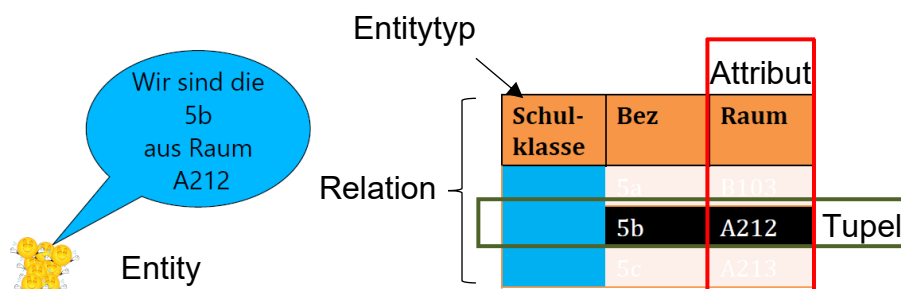 Entitytyp
Attribut
Wir sind die
5b
aus Raum
A212
Schul-
klasse
Bez
Raum
Relation
5a
B103
5b
A212
Tupel
5c
A213
Entity